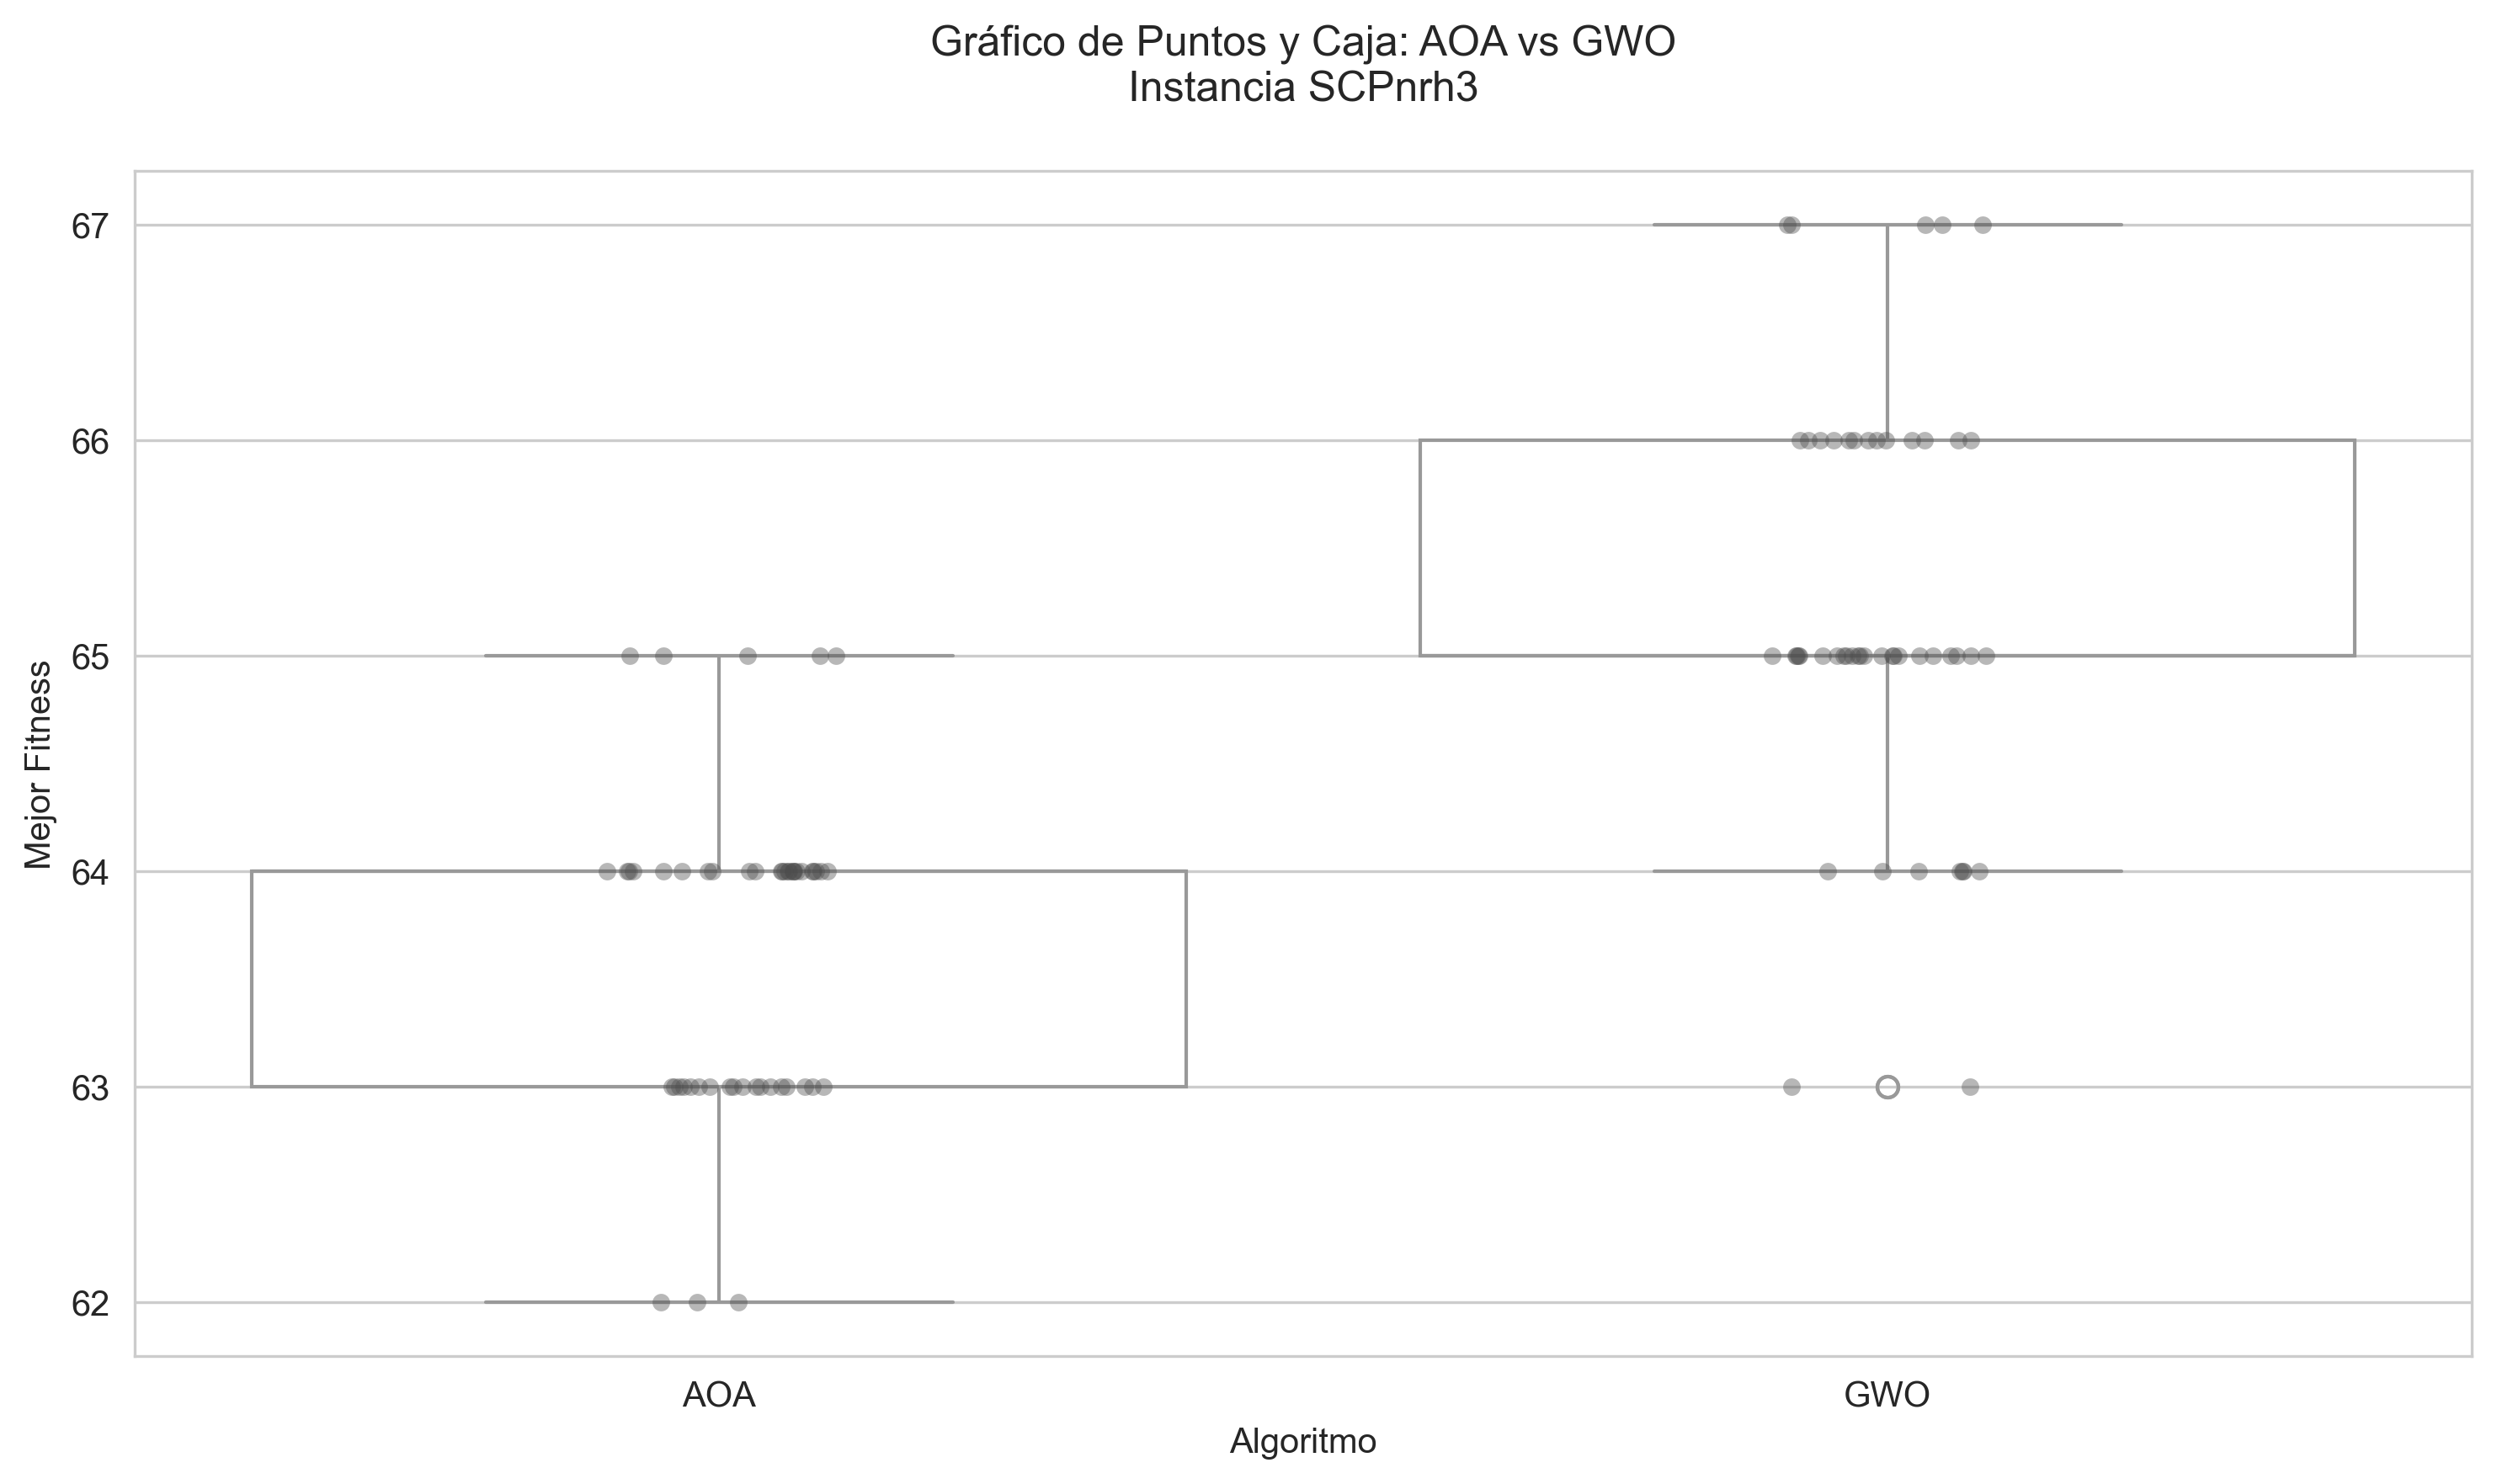 Gráfico de Puntos y Caja: AOA vs GWO
Instancia SCPnrh3
67
66
65
64
63
62
Mejor Fitness
AOA
GWO
Algoritmo